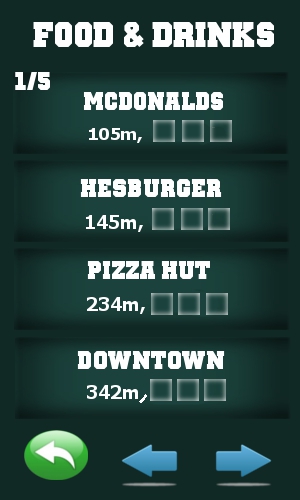 FOOD & DRINKS
1/5
MCDONALDS
105m,
HESBURGER
145m,
PIZZA HUT
234m,
DOWNTOWN
342m,